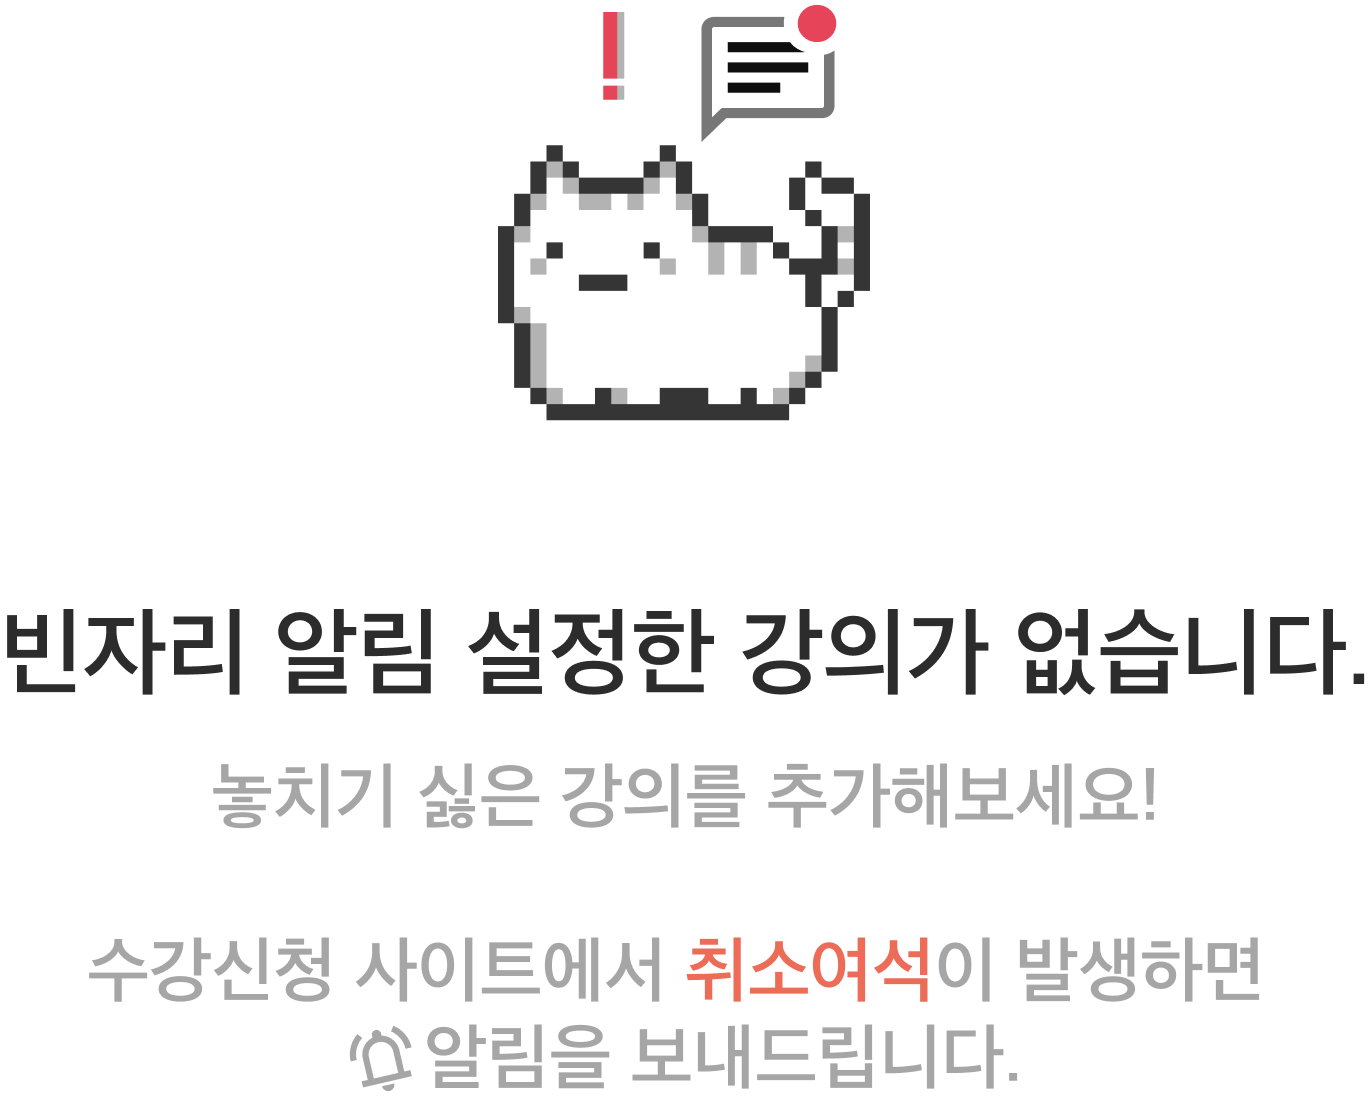 !
빈자리 알림 설정한 강의가 없습니다.
놓치기 싫은 강의를 추가해보세요!
수강신청 사이트에서 취소여석이 발생하면
알림을 보내드립니다.